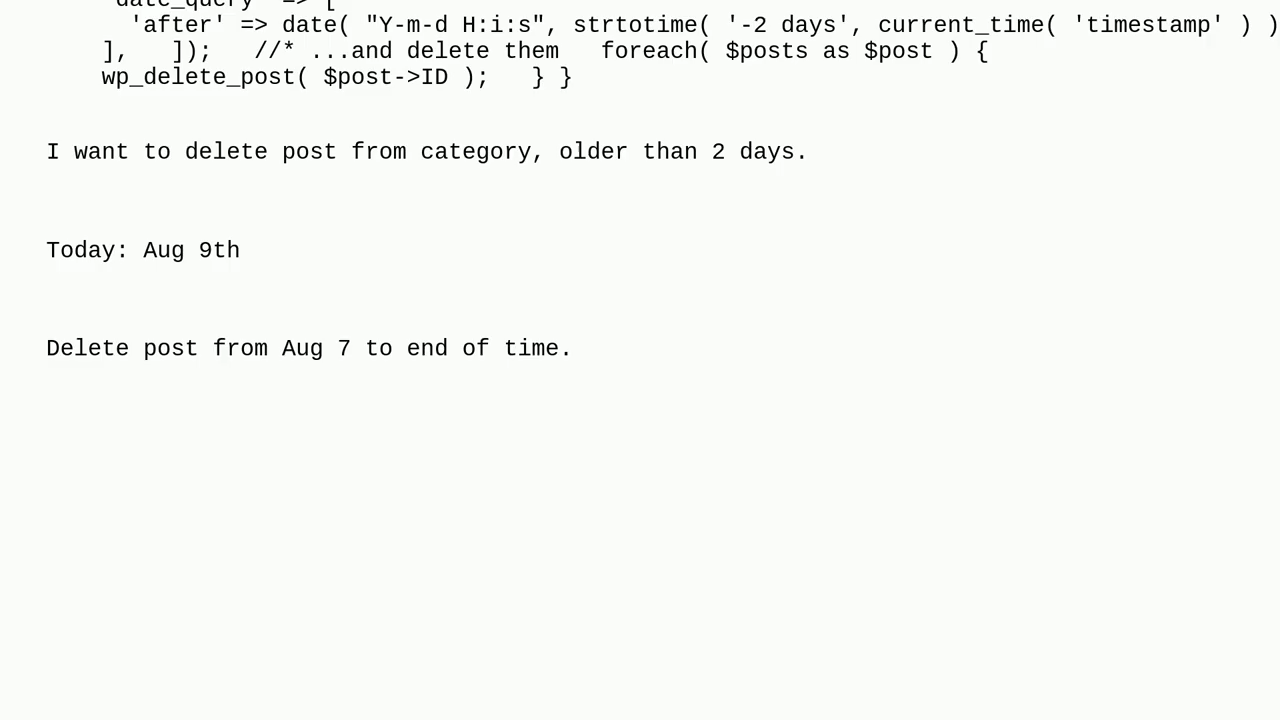 'date_query' => [
'after' => date( "Y-m-d H:i:s", strtotime( '-2 days', current_time( 'timestamp' ) )
], ]); //* ...and delete them foreach( $posts as $post ) {
wp_delete_post( $post->ID ); } }
I want to delete post from category, older than 2 days.
Today: Aug 9th
Delete post from Aug 7 to end of time.